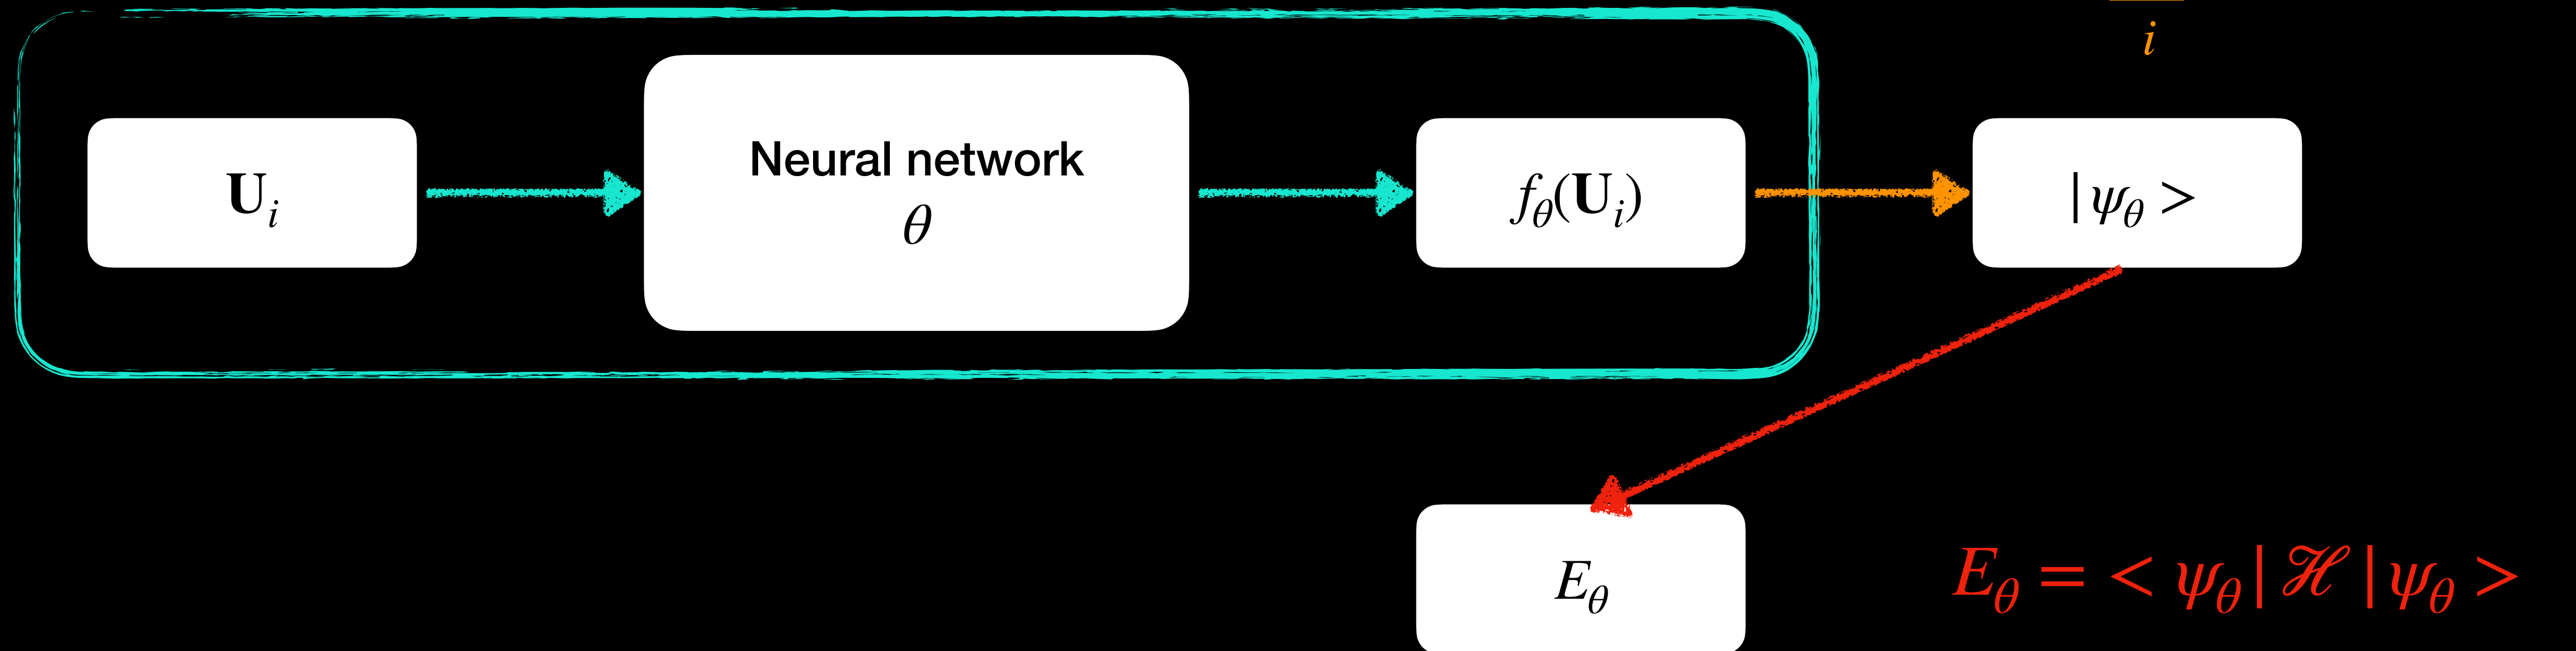 i
U_i
Neural network
θ
f_θ(U_i)
|ψ_θ >
E_θ
E_θ = < ψ_θ | ℋ | ψ_θ >